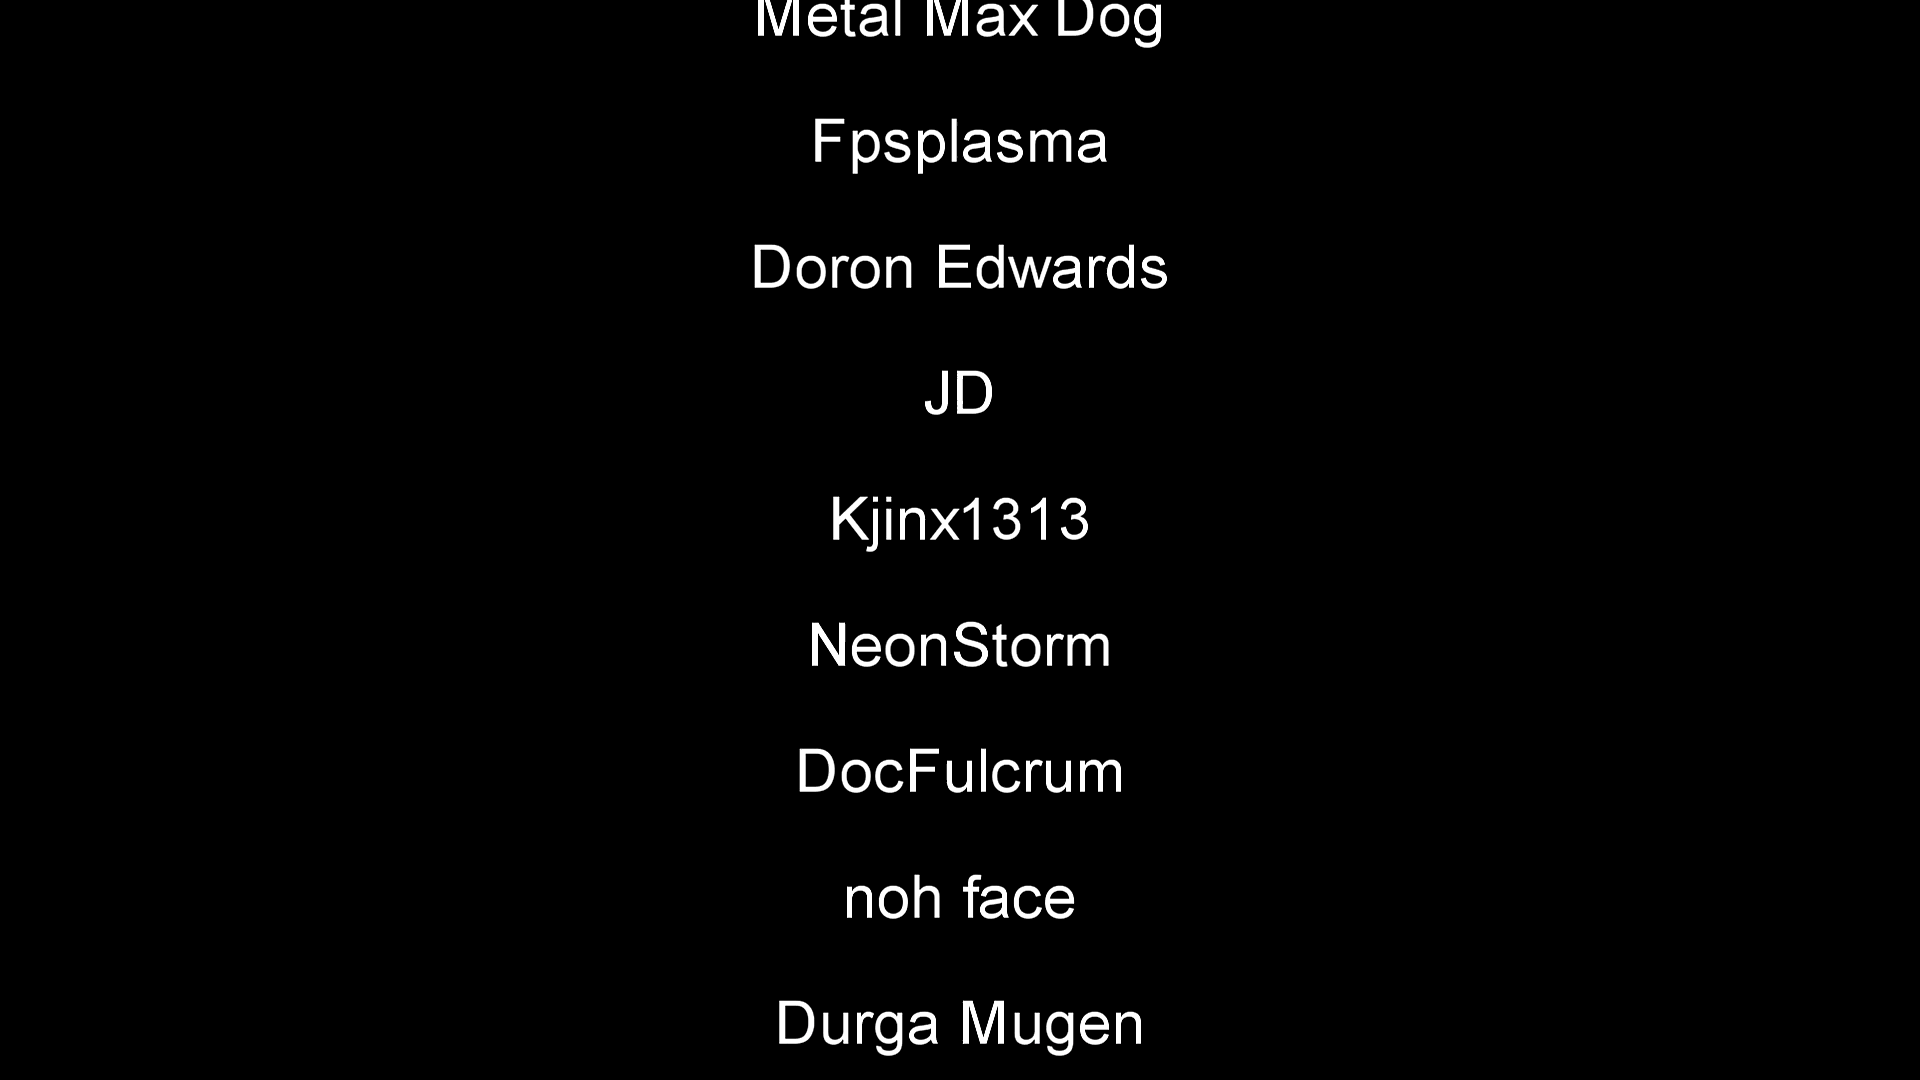 Metal Max Dog
Fpsplasma
Doron Edwards
JD
Kjinx1313
NeonStorm
DocFulcrum
noh face
Durga Mugen